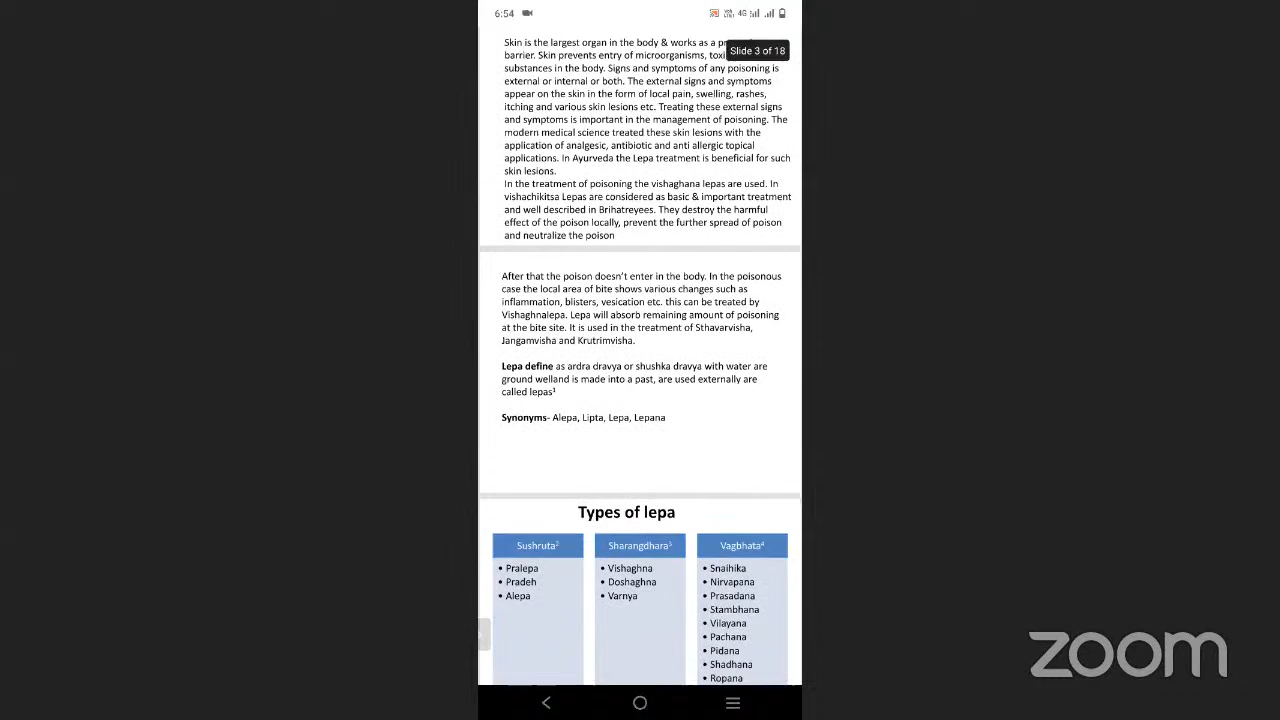 6:54
4G
Slide 3 of 18
Skin is the largest organ in the body & works as a
barrier. Skin prevents entry of microorganisms,
substances in the body. Signs and symptoms of any poisoning is
external or internal or both. The external signs and symptoms
appear on the skin in the form of local pain, swelling, rashes,
itching and various skin lesions etc. Treating these external signs
and symptoms is important in the management of poisoning. The
modern medical science treated these skin lesions with the
application of analgesic, antibiotic and anti allergic topical
applications. In Ayurveda the Lepa treatment is beneficial for such
skin lesions.
In the treatment of poisoning the vishaghana lepas are used. In
vishachikitsa Lepas are considered as basic & important treatment
and well described in Brihatreyees. They destroy the harmful
effect of the poison locally, prevent the further spread of poison
and neutralize the poison
After that the poison doesn't enter in the body. In the poisonous
case the local area of bite shows various changes such as
inflammation, blisters, vesication etc. this can be treated by
Vishaghnalepa. Lepa will absorb remaining amount of poisoning
at the bite site. It is used in the treatment of Sthavarvisha,
Jangamvisha and Krutrimvisha.
Lepa define as ardra dravya or shushka dravya with water are
ground welland is made into a past, are used externally are
called lepas¹
Synonyms- Alepa, Lipta, Lepa, Lepana
Types of lepa
Sushruta²
• Pralepa
• Pradeh
• Alepa
Sharangdhara³
• Vishaghna
• Doshaghna
• Varnya
Vagbhata⁴
• Snaihika
• Nirvapana
• Prasadana
• Stambhana
• Vilayana
• Pachana
• Pidana
• Shadhana
• Ropana
zoom